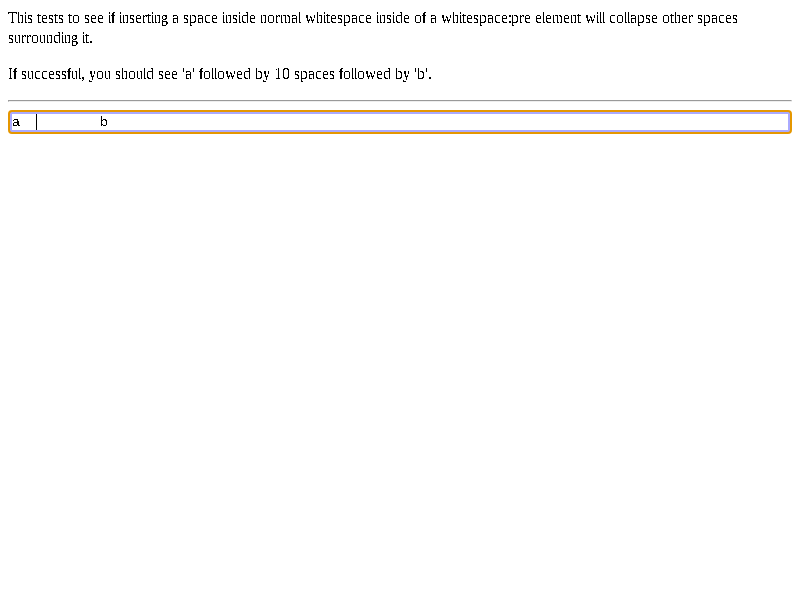 This tests to see if inserting a space inside normal whitespace inside of a whitespace:pre element will collapse other spaces
surrounding it.
If successful, you should see 'a' followed by 10 spaces followed by 'b'.
a          b